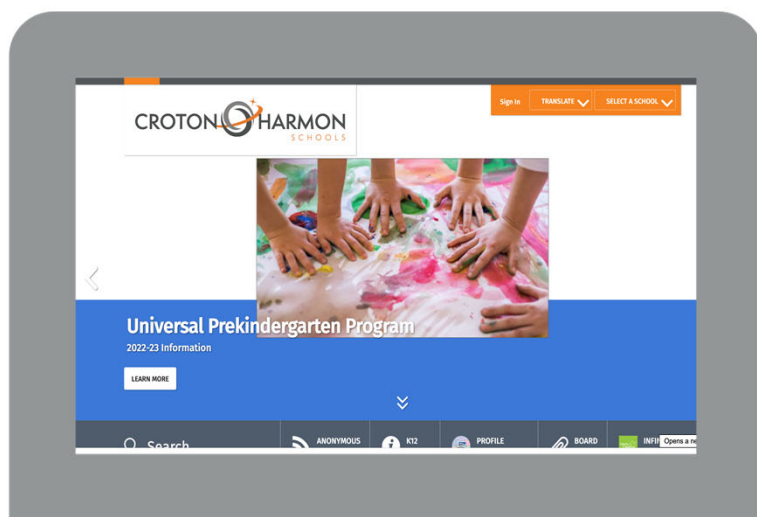 Sign In
TRANSLATE
SELECT A SCHOOL
CROTON HARMON
SCHOOLS
Universal Prekindergarten Program
2022-23 Information
LEARN MORE
Search
ANONYMOUS
K12
PROFILE
BOARD
Opens a